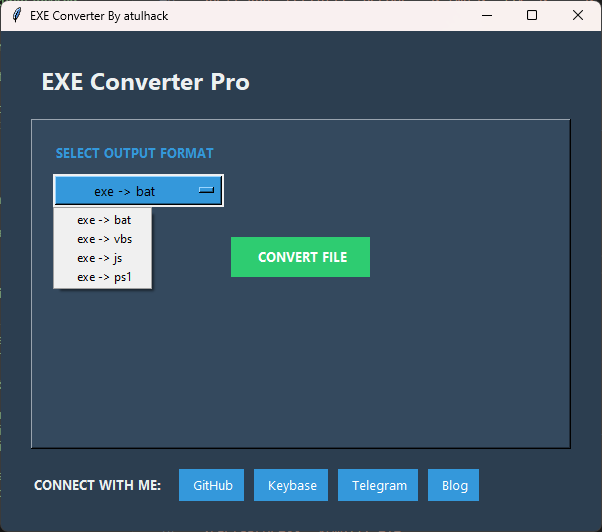 EXE Converter By atulhack
EXE Converter Pro
SELECT OUTPUT FORMAT
exe -> bat
exe -> bat
exe -> vbs
exe -> js
exe -> ps1
CONVERT FILE
CONNECT WITH ME: GitHub Keybase Telegram Blog